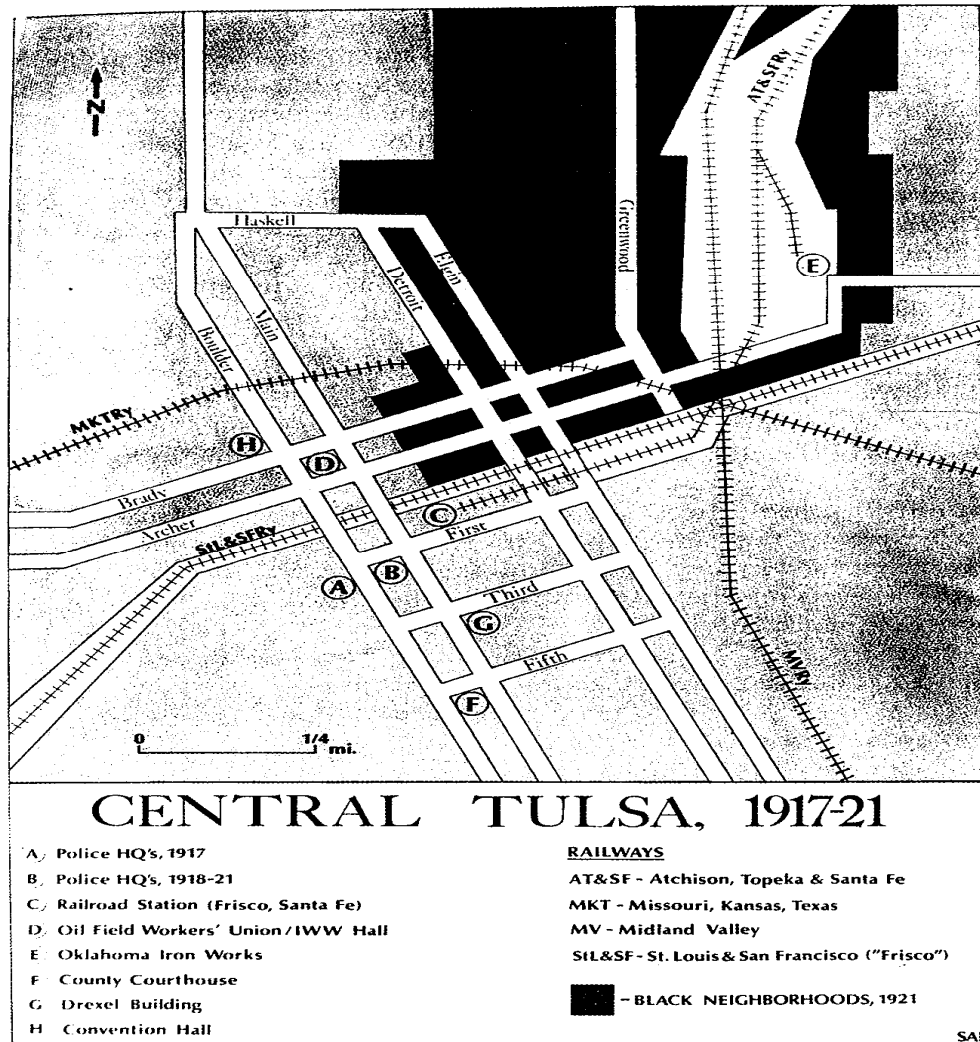 N
AT&SFRy
Haskell
Greenwood
Elgin
Detroit
E
Main
Boulder
MKTRy
H
D
Brady
Archer
C
First
StL&SFRy
B
A
Third
G
Fifth
MVRy
F
0 1/4 mi.
CENTRAL TULSA, 1917-21
A Police HQ's, 1917
B Police HQ's, 1918-21
C Railroad Station (Frisco, Santa Fe)
D Oil Field Workers' Union/IWW Hall
E Oklahoma Iron Works
F County Courthouse
G Drexel Building
H Convention Hall
RAILWAYS
AT&SF - Atchison, Topeka & Santa Fe
MKT - Missouri, Kansas, Texas
MV - Midland Valley
StL&SF - St. Louis & San Francisco ("Frisco")
- BLACK NEIGHBORHOODS, 1921